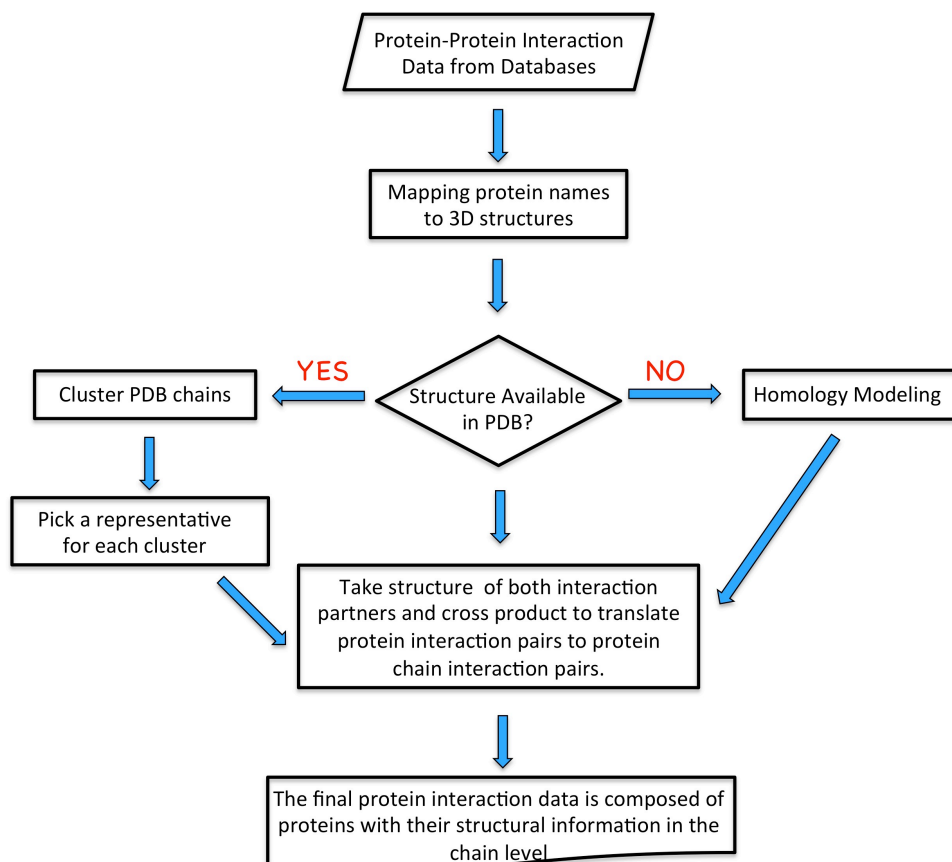 Protein-Protein Interaction
Data from Databases
Mapping protein names
to 3D structures
YES
NO
Cluster PDB chains
Structure Available
in PDB?
Homology Modeling
Pick a representative
for each cluster
Take structure of both interaction
partners and cross product to translate
protein interaction pairs to protein
chain interaction pairs.
The final protein interaction data is composed of
proteins with their structural information in the
chain level